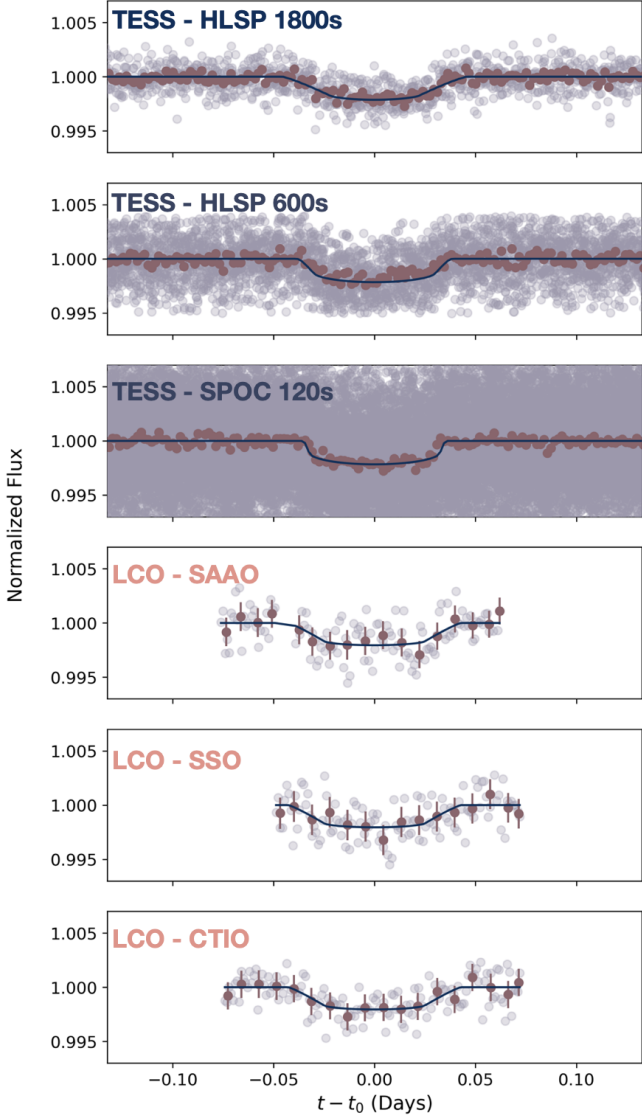 TESS - HLSP 1800s
1.005
1.000
0.995
TESS - HLSP 600s
1.005
1.000
0.995
TESS - SPOC 120s
1.005
1.000
0.995
Normalized Flux
LCO - SAAO
1.005
1.000
0.995
LCO - SSO
1.005
1.000
0.995
LCO - CTIO
1.005
1.000
0.995
−0.10 −0.05 0.00 0.05 0.10
t − t₀ (Days)